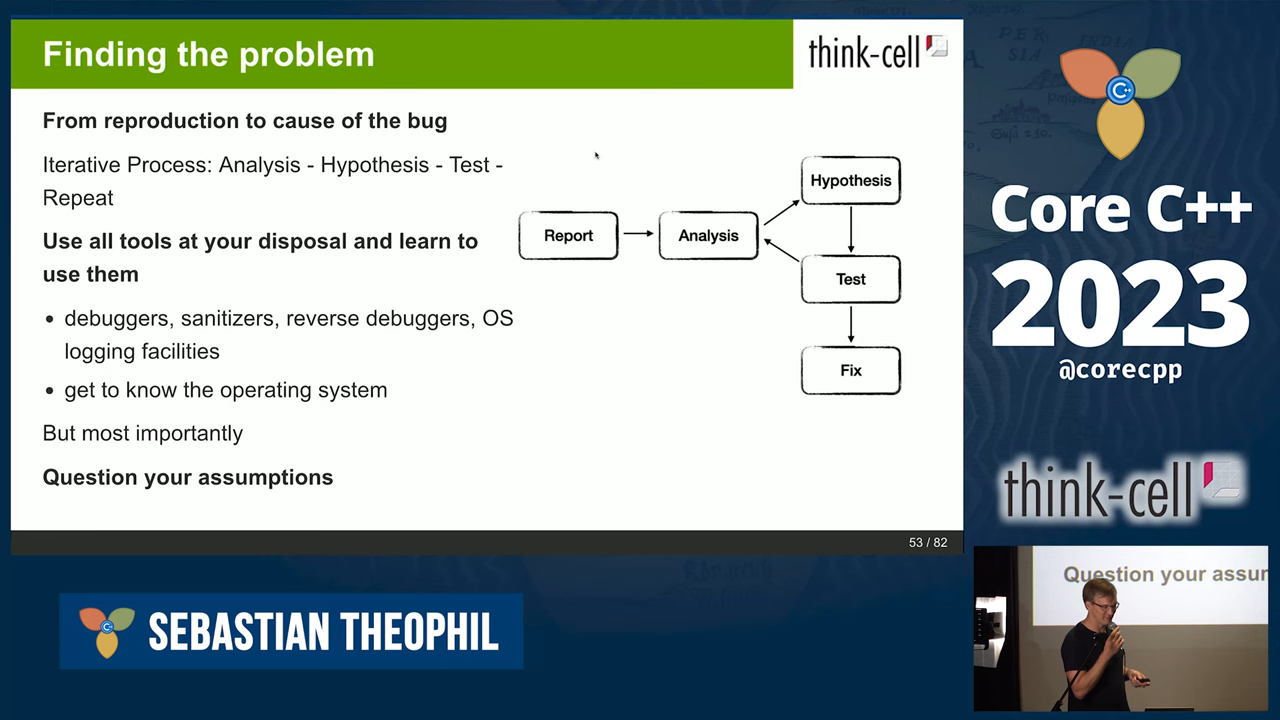 Finding the problem
think-cell
From reproduction to cause of the bug
Iterative Process: Analysis - Hypothesis - Test -
Repeat
Use all tools at your disposal and learn to
use them
• debuggers, sanitizers, reverse debuggers, OS
logging facilities
• get to know the operating system
But most importantly
Question your assumptions
Report
Analysis
Hypothesis
Test
Fix
53 / 82
C++
Core C++
2023
@corecpp
think-cell
Question your assur
C++
SEBASTIAN THEOPHIL